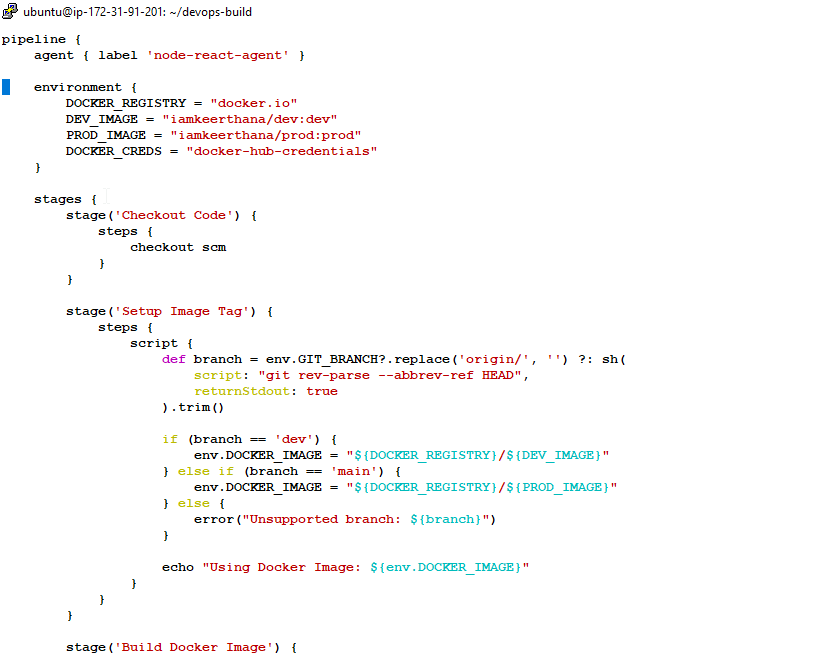 ubuntu@ip-172-31-91-201: ~/devops-build
pipeline {
    agent { label 'node-react-agent' }
    environment {
        DOCKER_REGISTRY = "docker.io"
        DEV_IMAGE = "iamkeerthana/dev:dev"
        PROD_IMAGE = "iamkeerthana/prod:prod"
        DOCKER_CREDS = "docker-hub-credentials"
    }
    stages {
        stage('Checkout Code') {
            steps {
                checkout scm
            }
        }
        stage('Setup Image Tag') {
            steps {
                script {
                    def branch = env.GIT_BRANCH?.replace('origin/', '') ?: sh(
                        script: "git rev-parse --abbrev-ref HEAD",
                        returnStdout: true
                    ).trim()
                    if (branch == 'dev') {
                        env.DOCKER_IMAGE = "${DOCKER_REGISTRY}/${DEV_IMAGE}"
                    } else if (branch == 'main') {
                        env.DOCKER_IMAGE = "${DOCKER_REGISTRY}/${PROD_IMAGE}"
                    } else {
                        error("Unsupported branch: ${branch}")
                    }
                    echo "Using Docker Image: ${env.DOCKER_IMAGE}"
                }
            }
        }
        stage('Build Docker Image') {